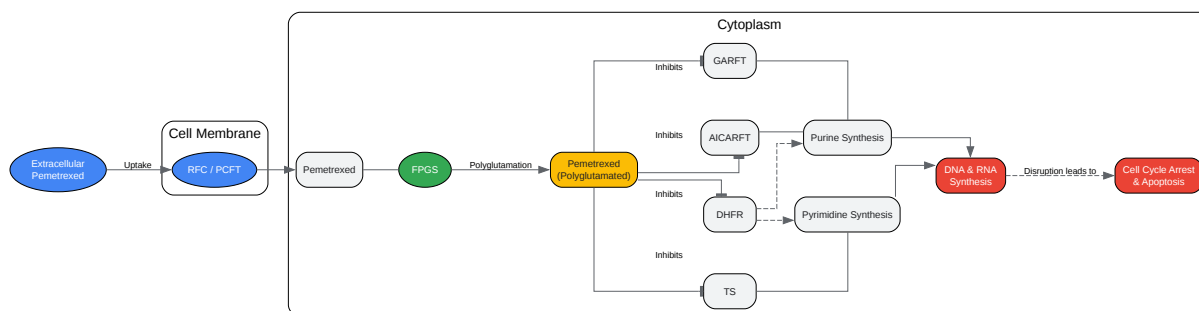 Cytoplasm
GARFT
Inhibits
Cell Membrane
Inhibits
AICARFT
Purine Synthesis
Extracellular
Pemetrexed
Uptake
RFC / PCFT
Pemetrexed
FPGS
Polyglutamation
Pemetrexed
(Polyglutamated)
DNA & RNA
Synthesis
Disruption leads to
Cell Cycle Arrest
& Apoptosis
Inhibits
DHFR
Pyrimidine Synthesis
Inhibits
TS